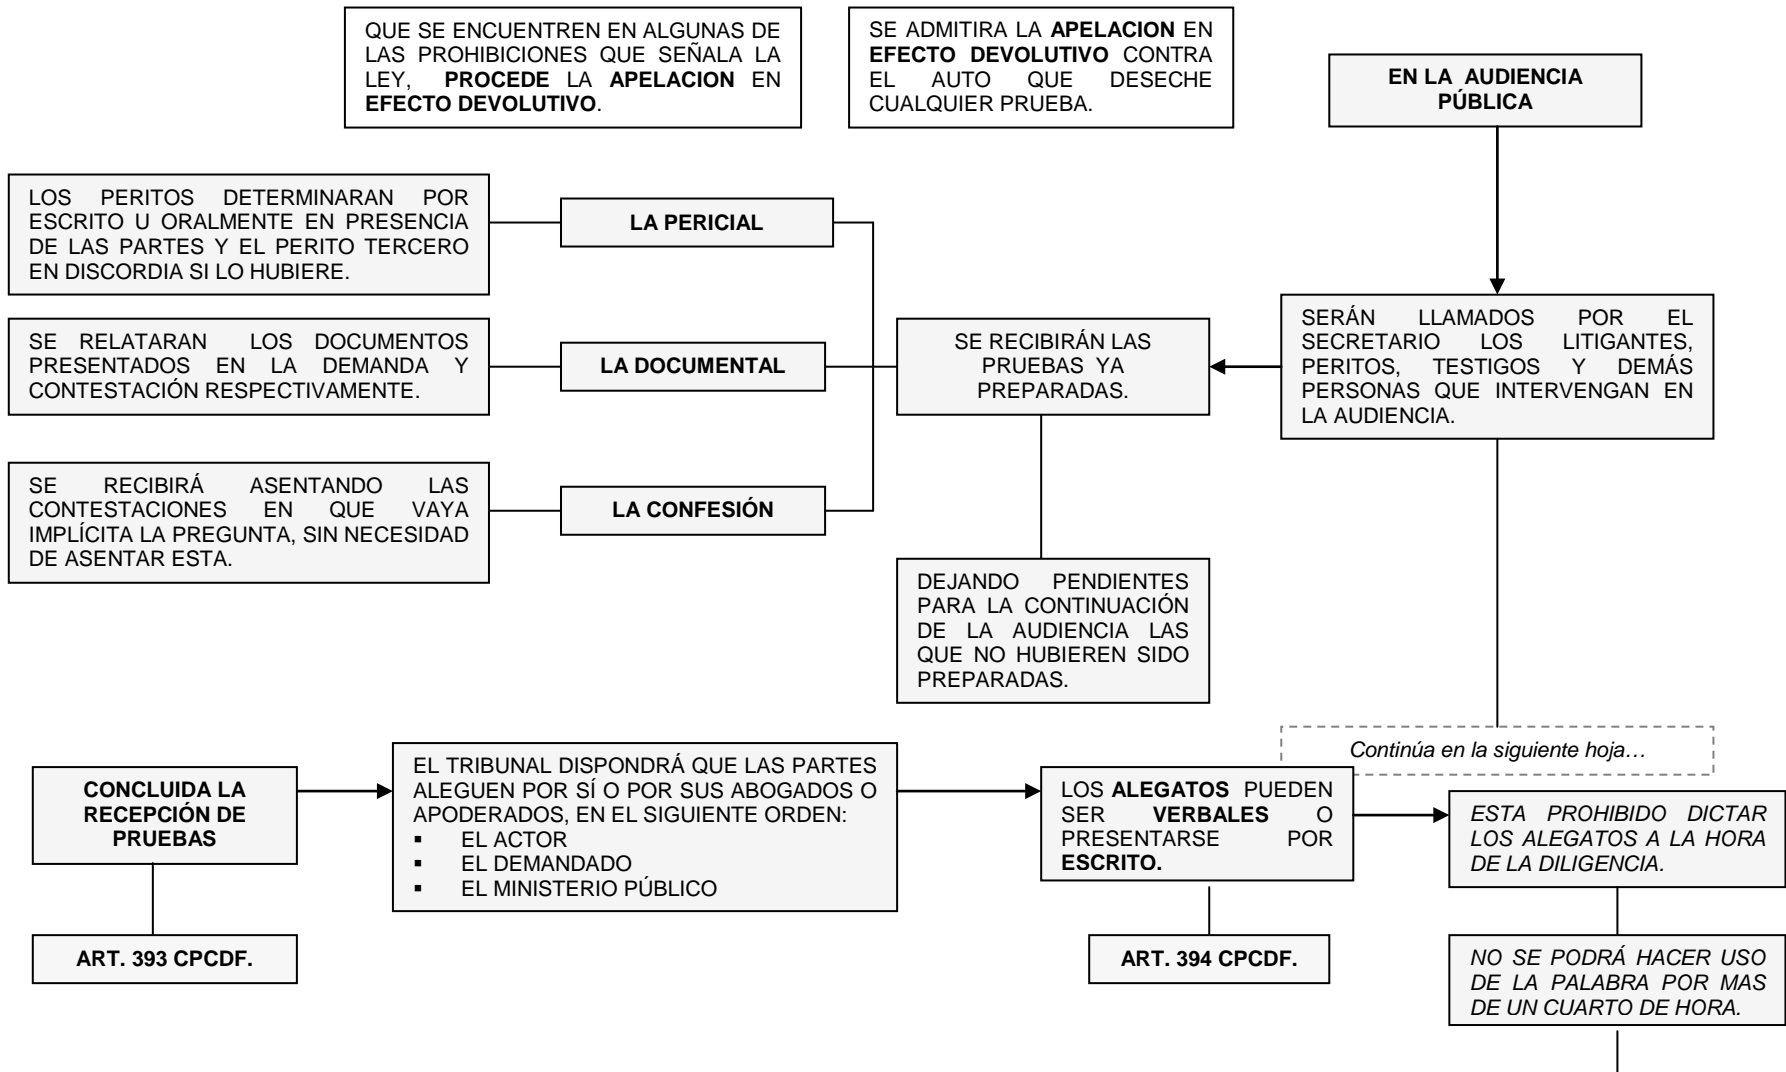 QUE SE ENCUENTREN EN ALGUNAS DE
LAS PROHIBICIONES QUE SEÑALA LA
LEY, PROCEDE LA APELACION EN
EFECTO DEVOLUTIVO.
SE ADMITIRA LA APELACION EN
EFECTO DEVOLUTIVO CONTRA
EL AUTO QUE DESECHE
CUALQUIER PRUEBA.
EN LA AUDIENCIA
PÚBLICA
LOS PERITOS DETERMINARAN POR
ESCRITO U ORALMENTE EN PRESENCIA
DE LAS PARTES Y EL PERITO TERCERO
EN DISCORDIA SI LO HUBIERE.
LA PERICIAL
SE RELATARAN LOS DOCUMENTOS
PRESENTADOS EN LA DEMANDA Y
CONTESTACIÓN RESPECTIVAMENTE.
LA DOCUMENTAL
SE RECIBIRÁN LAS
PRUEBAS YA
PREPARADAS.
SERÁN LLAMADOS POR EL
SECRETARIO LOS LITIGANTES,
PERITOS, TESTIGOS Y DEMÁS
PERSONAS QUE INTERVENGAN EN
LA AUDIENCIA.
SE RECIBIRÁ ASENTANDO LAS
CONTESTACIONES EN QUE VAYA
IMPLÍCITA LA PREGUNTA, SIN NECESIDAD
DE ASENTAR ESTA.
LA CONFESIÓN
DEJANDO PENDIENTES
PARA LA CONTINUACIÓN
DE LA AUDIENCIA LAS
QUE NO HUBIEREN SIDO
PREPARADAS.
Continúa en la siguiente hoja…
CONCLUIDA LA
RECEPCIÓN DE
PRUEBAS
EL TRIBUNAL DISPONDRÁ QUE LAS PARTES
ALEGUEN POR SÍ O POR SUS ABOGADOS O
APODERADOS, EN EL SIGUIENTE ORDEN:
▪ EL ACTOR
▪ EL DEMANDADO
▪ EL MINISTERIO PÚBLICO
LOS ALEGATOS PUEDEN
SER VERBALES O
PRESENTARSE POR
ESCRITO.
ESTA PROHIBIDO DICTAR
LOS ALEGATOS A LA HORA
DE LA DILIGENCIA.
ART. 393 CPCDF.
ART. 394 CPCDF.
NO SE PODRÁ HACER USO
DE LA PALABRA POR MAS
DE UN CUARTO DE HORA.